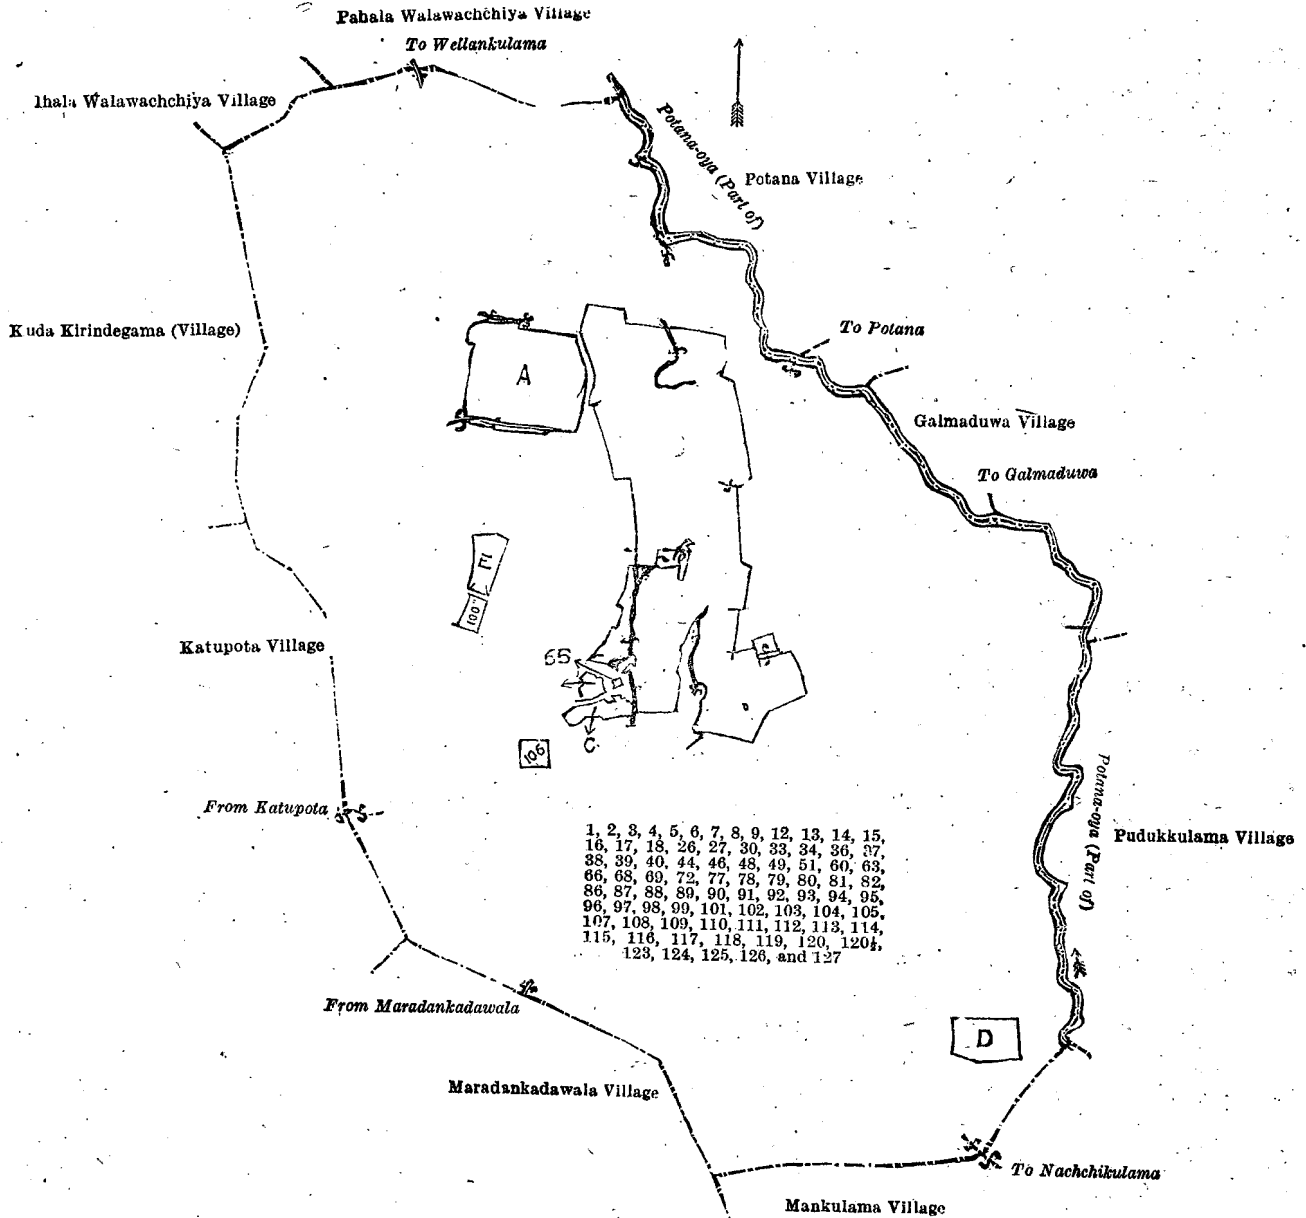 Pahala Walawachchiya Village
To Wellankulama
Ihala Walawachchiya Village
Potana-oya (Part of)
Potana Village
Kuda Kirindegama (Village)
To Potana
A
Galmaduwa Village
To Galmaduwa
E
100
Katupota Village
65
C
106
From Katupota
Potana-oya (Part of)
Pudukkulama Village
1, 2, 3, 4, 5, 6, 7, 8, 9, 12, 13, 14, 15,
16, 17, 18, 26, 27, 30, 33, 34, 36, 37,
38, 39, 40, 44, 46, 48, 49, 51, 60, 63,
66, 68, 69, 72, 77, 78, 79, 80, 81, 82,
86, 87, 88, 89, 90, 91, 92, 93, 94, 95,
96, 97, 98, 99, 101, 102, 103, 104, 105,
107, 108, 109, 110, 111, 112, 113, 114,
115, 116, 117, 118, 119, 120, 120½,
123, 124, 125, 126, and 127
From Maradankadawala
D
Maradankadawala Village
To Nachchikulama
Mankulama Village